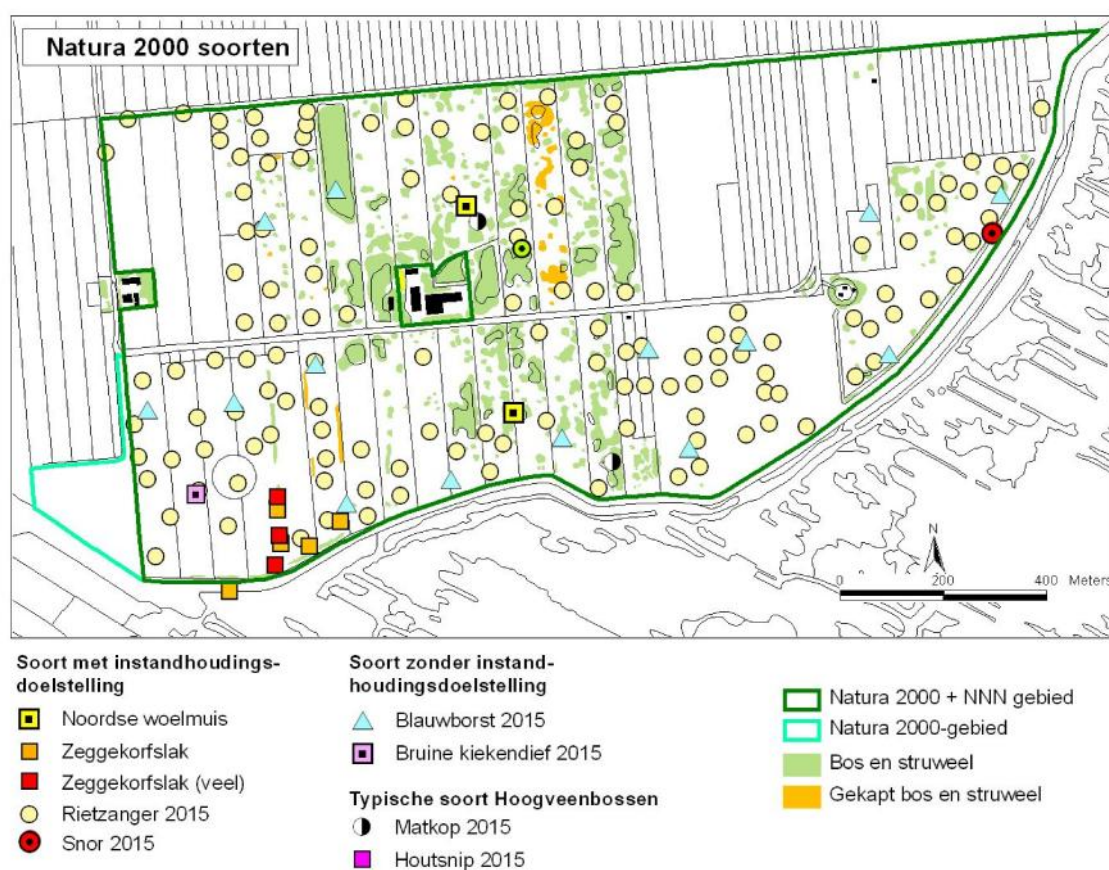 Natura 2000 soorten
N
0 200 400 Meters
Soort met instandhoudings-
doelstelling
Noordse woelmuis
Zeggekorfslak
Zeggekorfslak (veel)
Rietzanger 2015
Snor 2015
Soort zonder instand-
houdingsdoelstelling
Blauwborst 2015
Bruine kiekendief 2015
Typische soort Hoogveenbossen
Matkop 2015
Houtsnip 2015
Natura 2000 + NNN gebied
Natura 2000-gebied
Bos en struweel
Gekapt bos en struweel